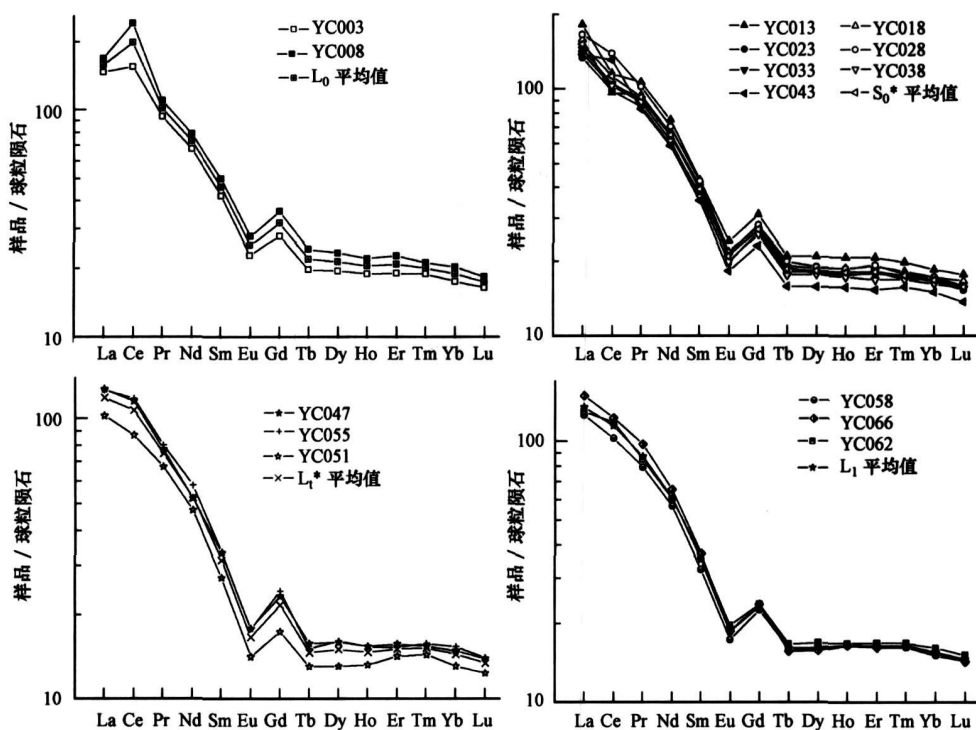 100
10
样品 / 球粒陨石
YC003
YC008
L₀ 平均值
La Ce Pr Nd Sm Eu Gd Tb Dy Ho Er Tm Yb Lu
100
10
样品 / 球粒陨石
YC013 YC018
YC023 YC028
YC033 YC038
YC043 S₀* 平均值
La Ce Pr Nd Sm Eu Gd Tb Dy Ho Er Tm Yb Lu
100
10
样品 / 球粒陨石
YC047
YC055
YC051
Lₜ* 平均值
La Ce Pr Nd Sm Eu Gd Tb Dy Ho Er Tm Yb Lu
100
10
样品 / 球粒陨石
YC058
YC066
YC062
L₁ 平均值
La Ce Pr Nd Sm Eu Gd Tb Dy Ho Er Tm Yb Lu